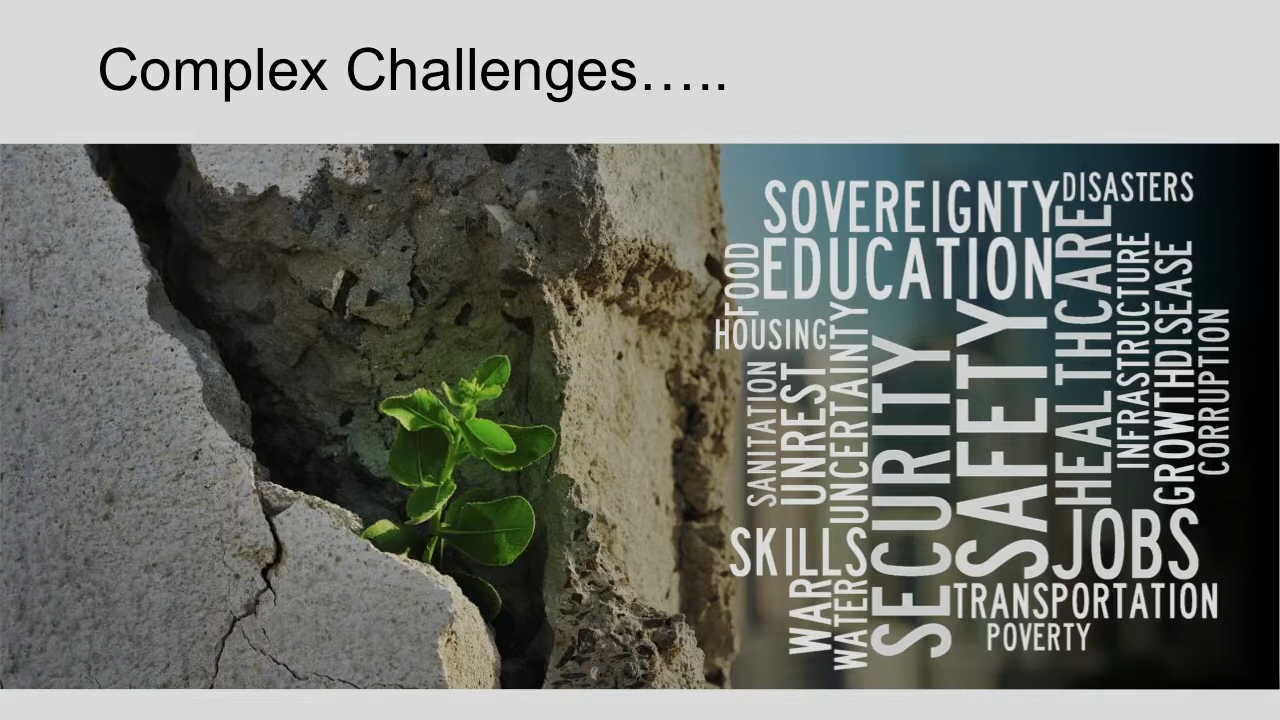 Complex Challenges…..
SOVEREIGNTY
DISASTERS
FOOD
EDUCATION
HEALTHCARE
HOUSING
INFRASTRUCTURE
DISEASE
SANITATION
UNREST
UNCERTAINTY
SECURITY
SAFETY
GROWTH
CORRUPTION
SKILLS
JOBS
WAR
WATER
TRANSPORTATION
POVERTY